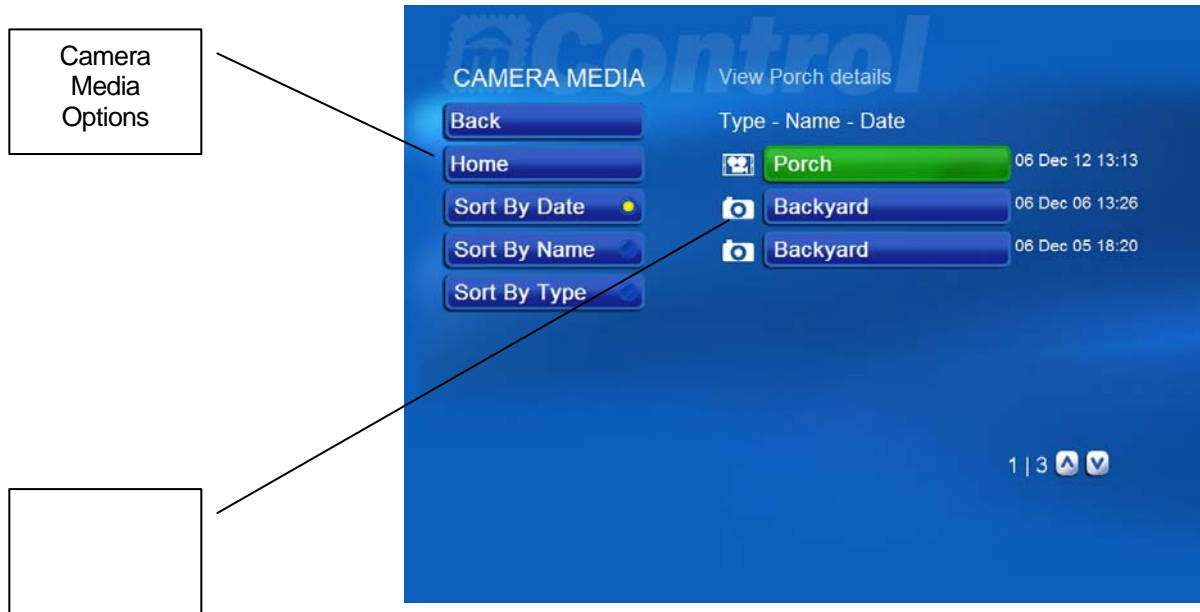 Camera
Media
Options
mControl
CAMERA MEDIA
Back
Home
Sort By Date
Sort By Name
Sort By Type
View Porch details
Type - Name - Date
Porch 06 Dec 12 13:13
Backyard 06 Dec 06 13:26
Backyard 06 Dec 05 18:20
1 | 3